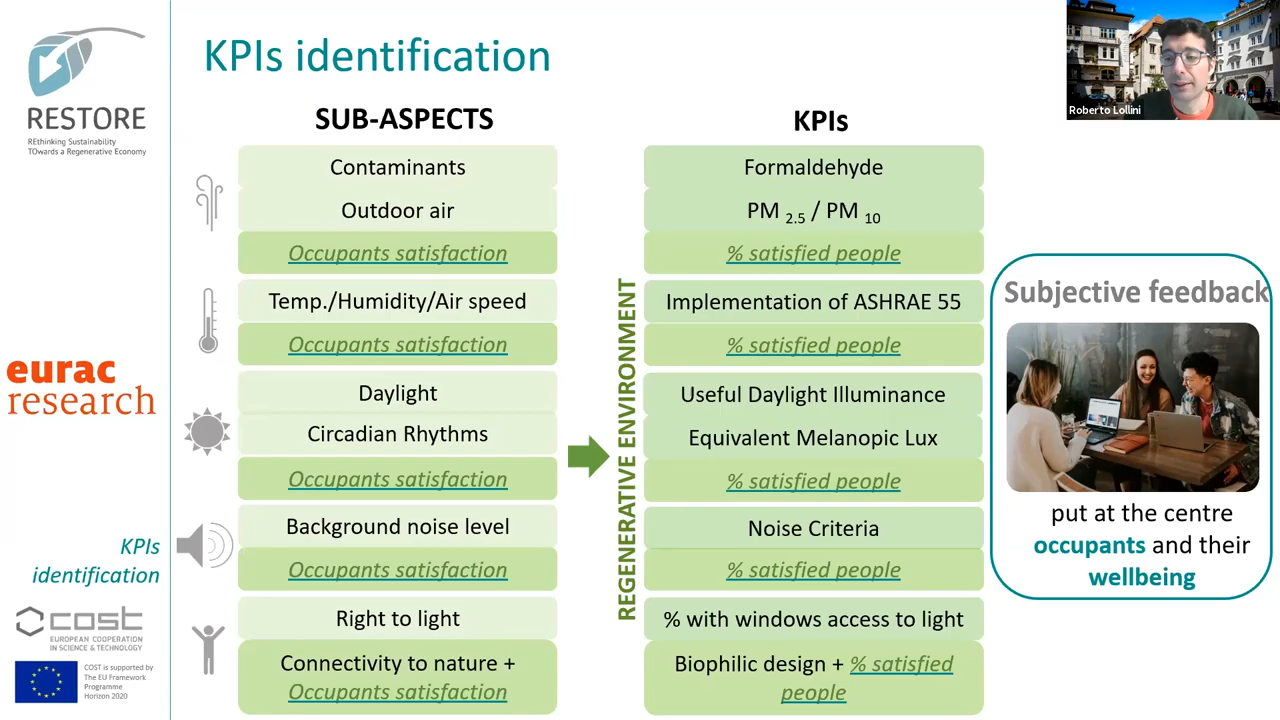 KPIs identification
RESTORE
REthinking Sustainability
TOwards a Regenerative Economy
eurac
research
KPIs
identification
cost
EUROPEAN COOPERATION
IN SCIENCE & TECHNOLOGY
COST is supported by
The EU Framework
Programme
Horizon 2020
SUB-ASPECTS
Contaminants
Outdoor air
Occupants satisfaction
Temp./Humidity/Air speed
Occupants satisfaction
Daylight
Circadian Rhythms
Occupants satisfaction
Background noise level
Occupants satisfaction
Right to light
Connectivity to nature +
Occupants satisfaction
REGENERATIVE ENVIRONMENT
KPIs
Formaldehyde
PM 2.5 / PM 10
% satisfied people
Implementation of ASHRAE 55
% satisfied people
Useful Daylight Illuminance
Equivalent Melanopic Lux
% satisfied people
Noise Criteria
% satisfied people
% with windows access to light
Biophilic design + % satisfied
people
Roberto Lollini
Subjective feedback
put at the centre
occupants and their
wellbeing